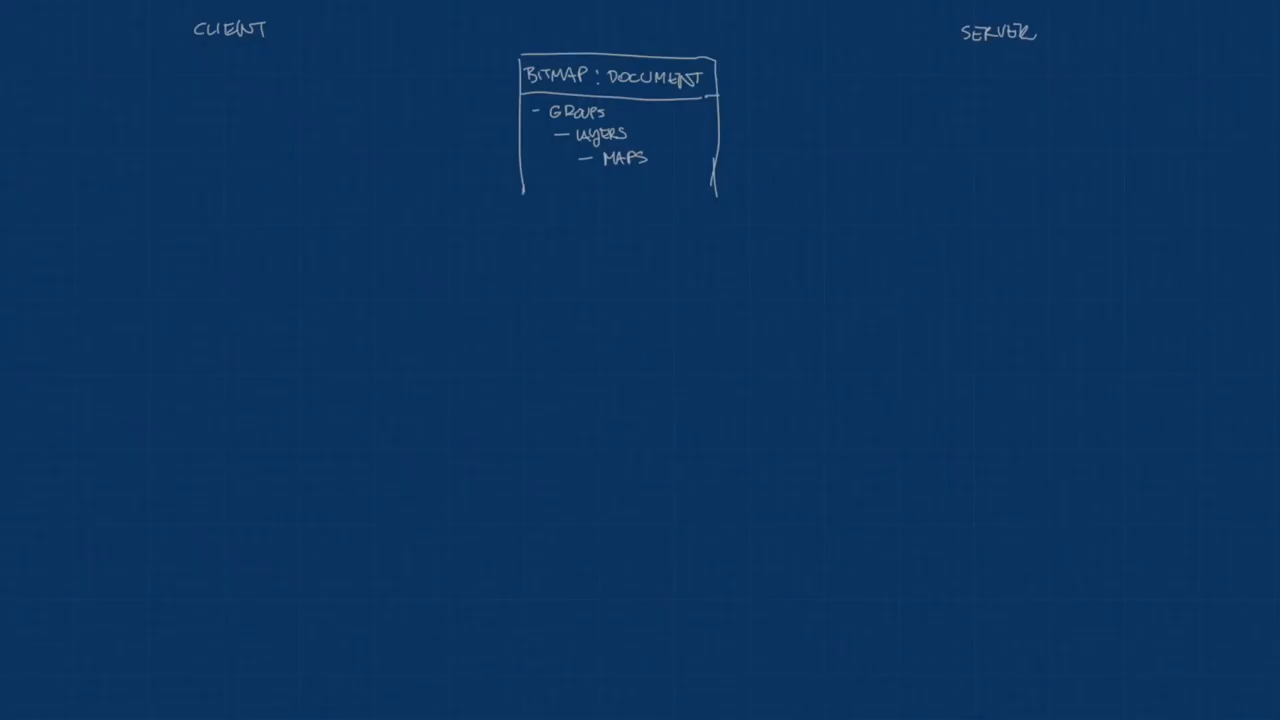 CLIENT
SERVER
BITMAP : DOCUMENT
- GROUPS
- LAYERS
- MAPS